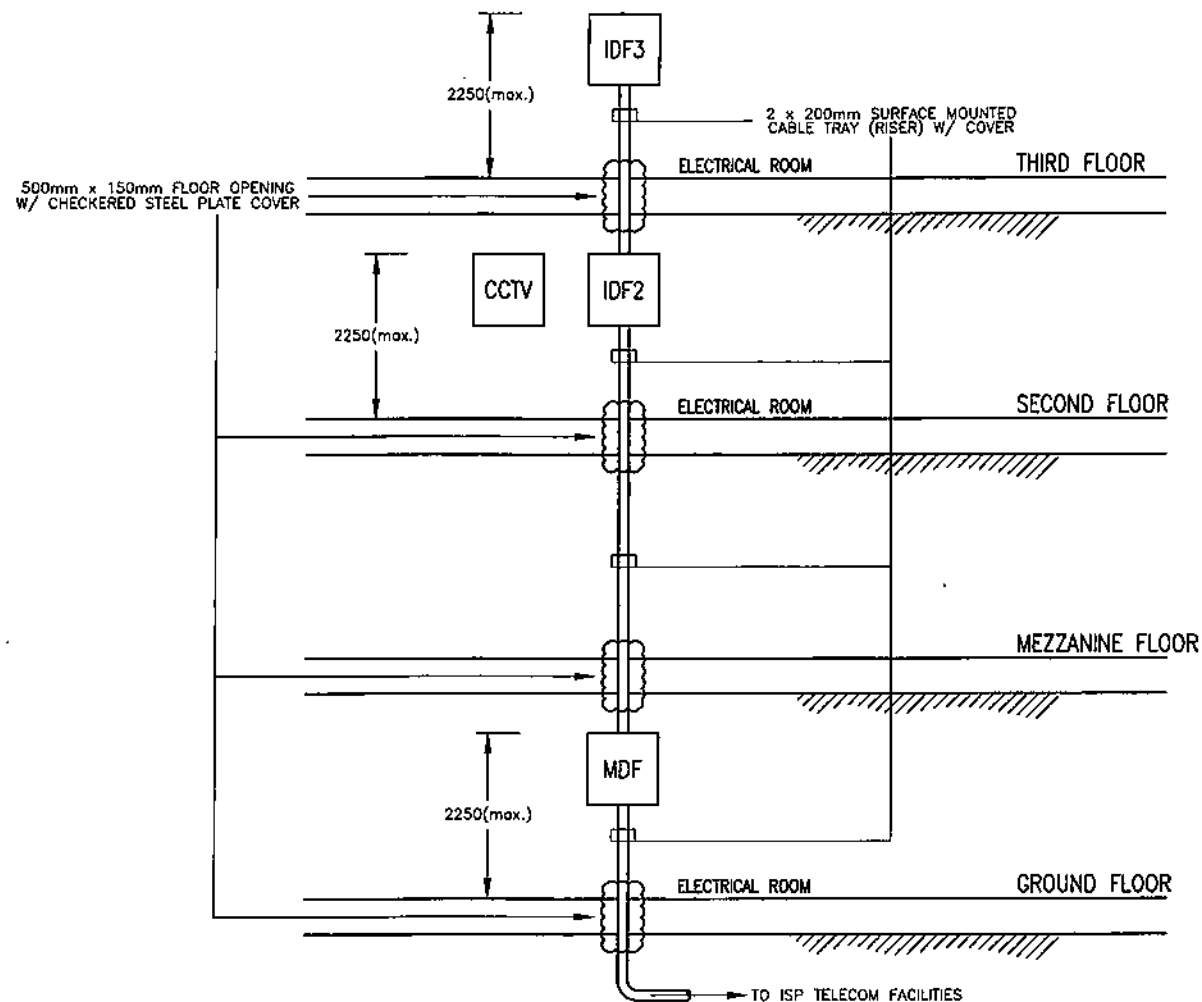 IDF3
2250(max.)
2 x 200mm SURFACE MOUNTED
CABLE TRAY (RISER) W/ COVER
ELECTRICAL ROOM
THIRD FLOOR
500mm x 150mm FLOOR OPENING
W/ CHECKERED STEEL PLATE COVER
CCTV
IDF2
2250(max.)
ELECTRICAL ROOM
SECOND FLOOR
MEZZANINE FLOOR
MDF
2250(max.)
ELECTRICAL ROOM
GROUND FLOOR
TO ISP TELECOM FACILITIES